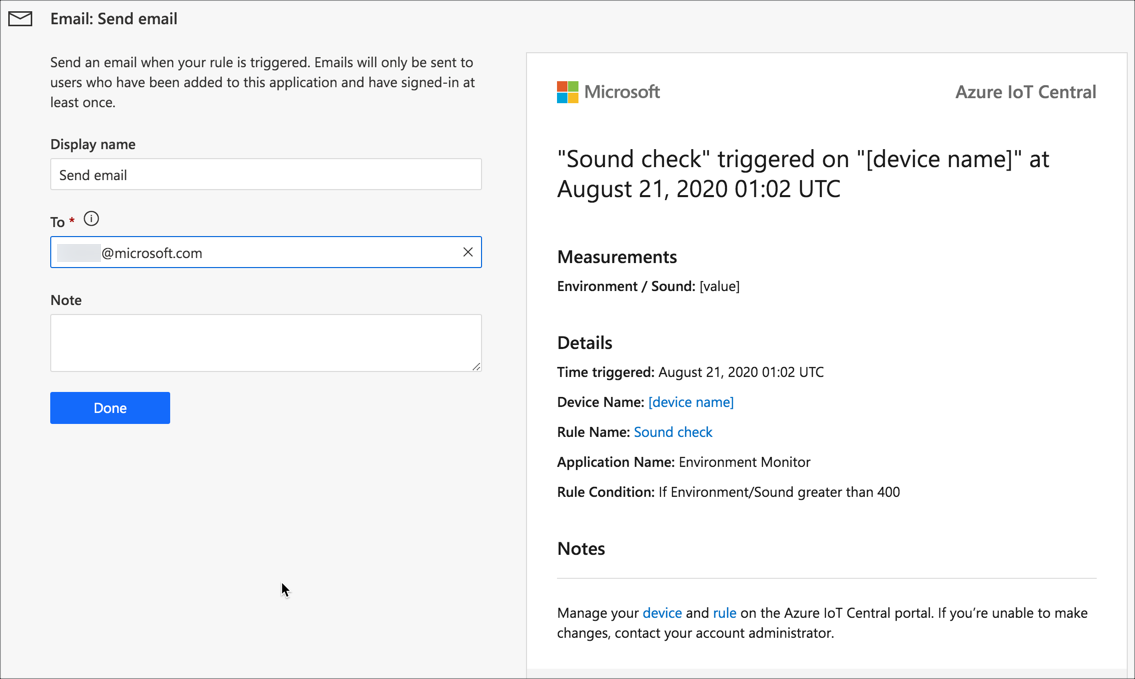 Email: Send email
Send an email when your rule is triggered. Emails will only be sent to
users who have been added to this application and have signed-in at
least once.
Display name
Send email
To *
@microsoft.com
Note
Done
Microsoft
Azure IoT Central
"Sound check" triggered on "[device name]" at
August 21, 2020 01:02 UTC
Measurements
Environment / Sound: [value]
Details
Time triggered: August 21, 2020 01:02 UTC
Device Name: [device name]
Rule Name: Sound check
Application Name: Environment Monitor
Rule Condition: If Environment/Sound greater than 400
Notes
Manage your device and rule on the Azure IoT Central portal. If you’re unable to make
changes, contact your account administrator.